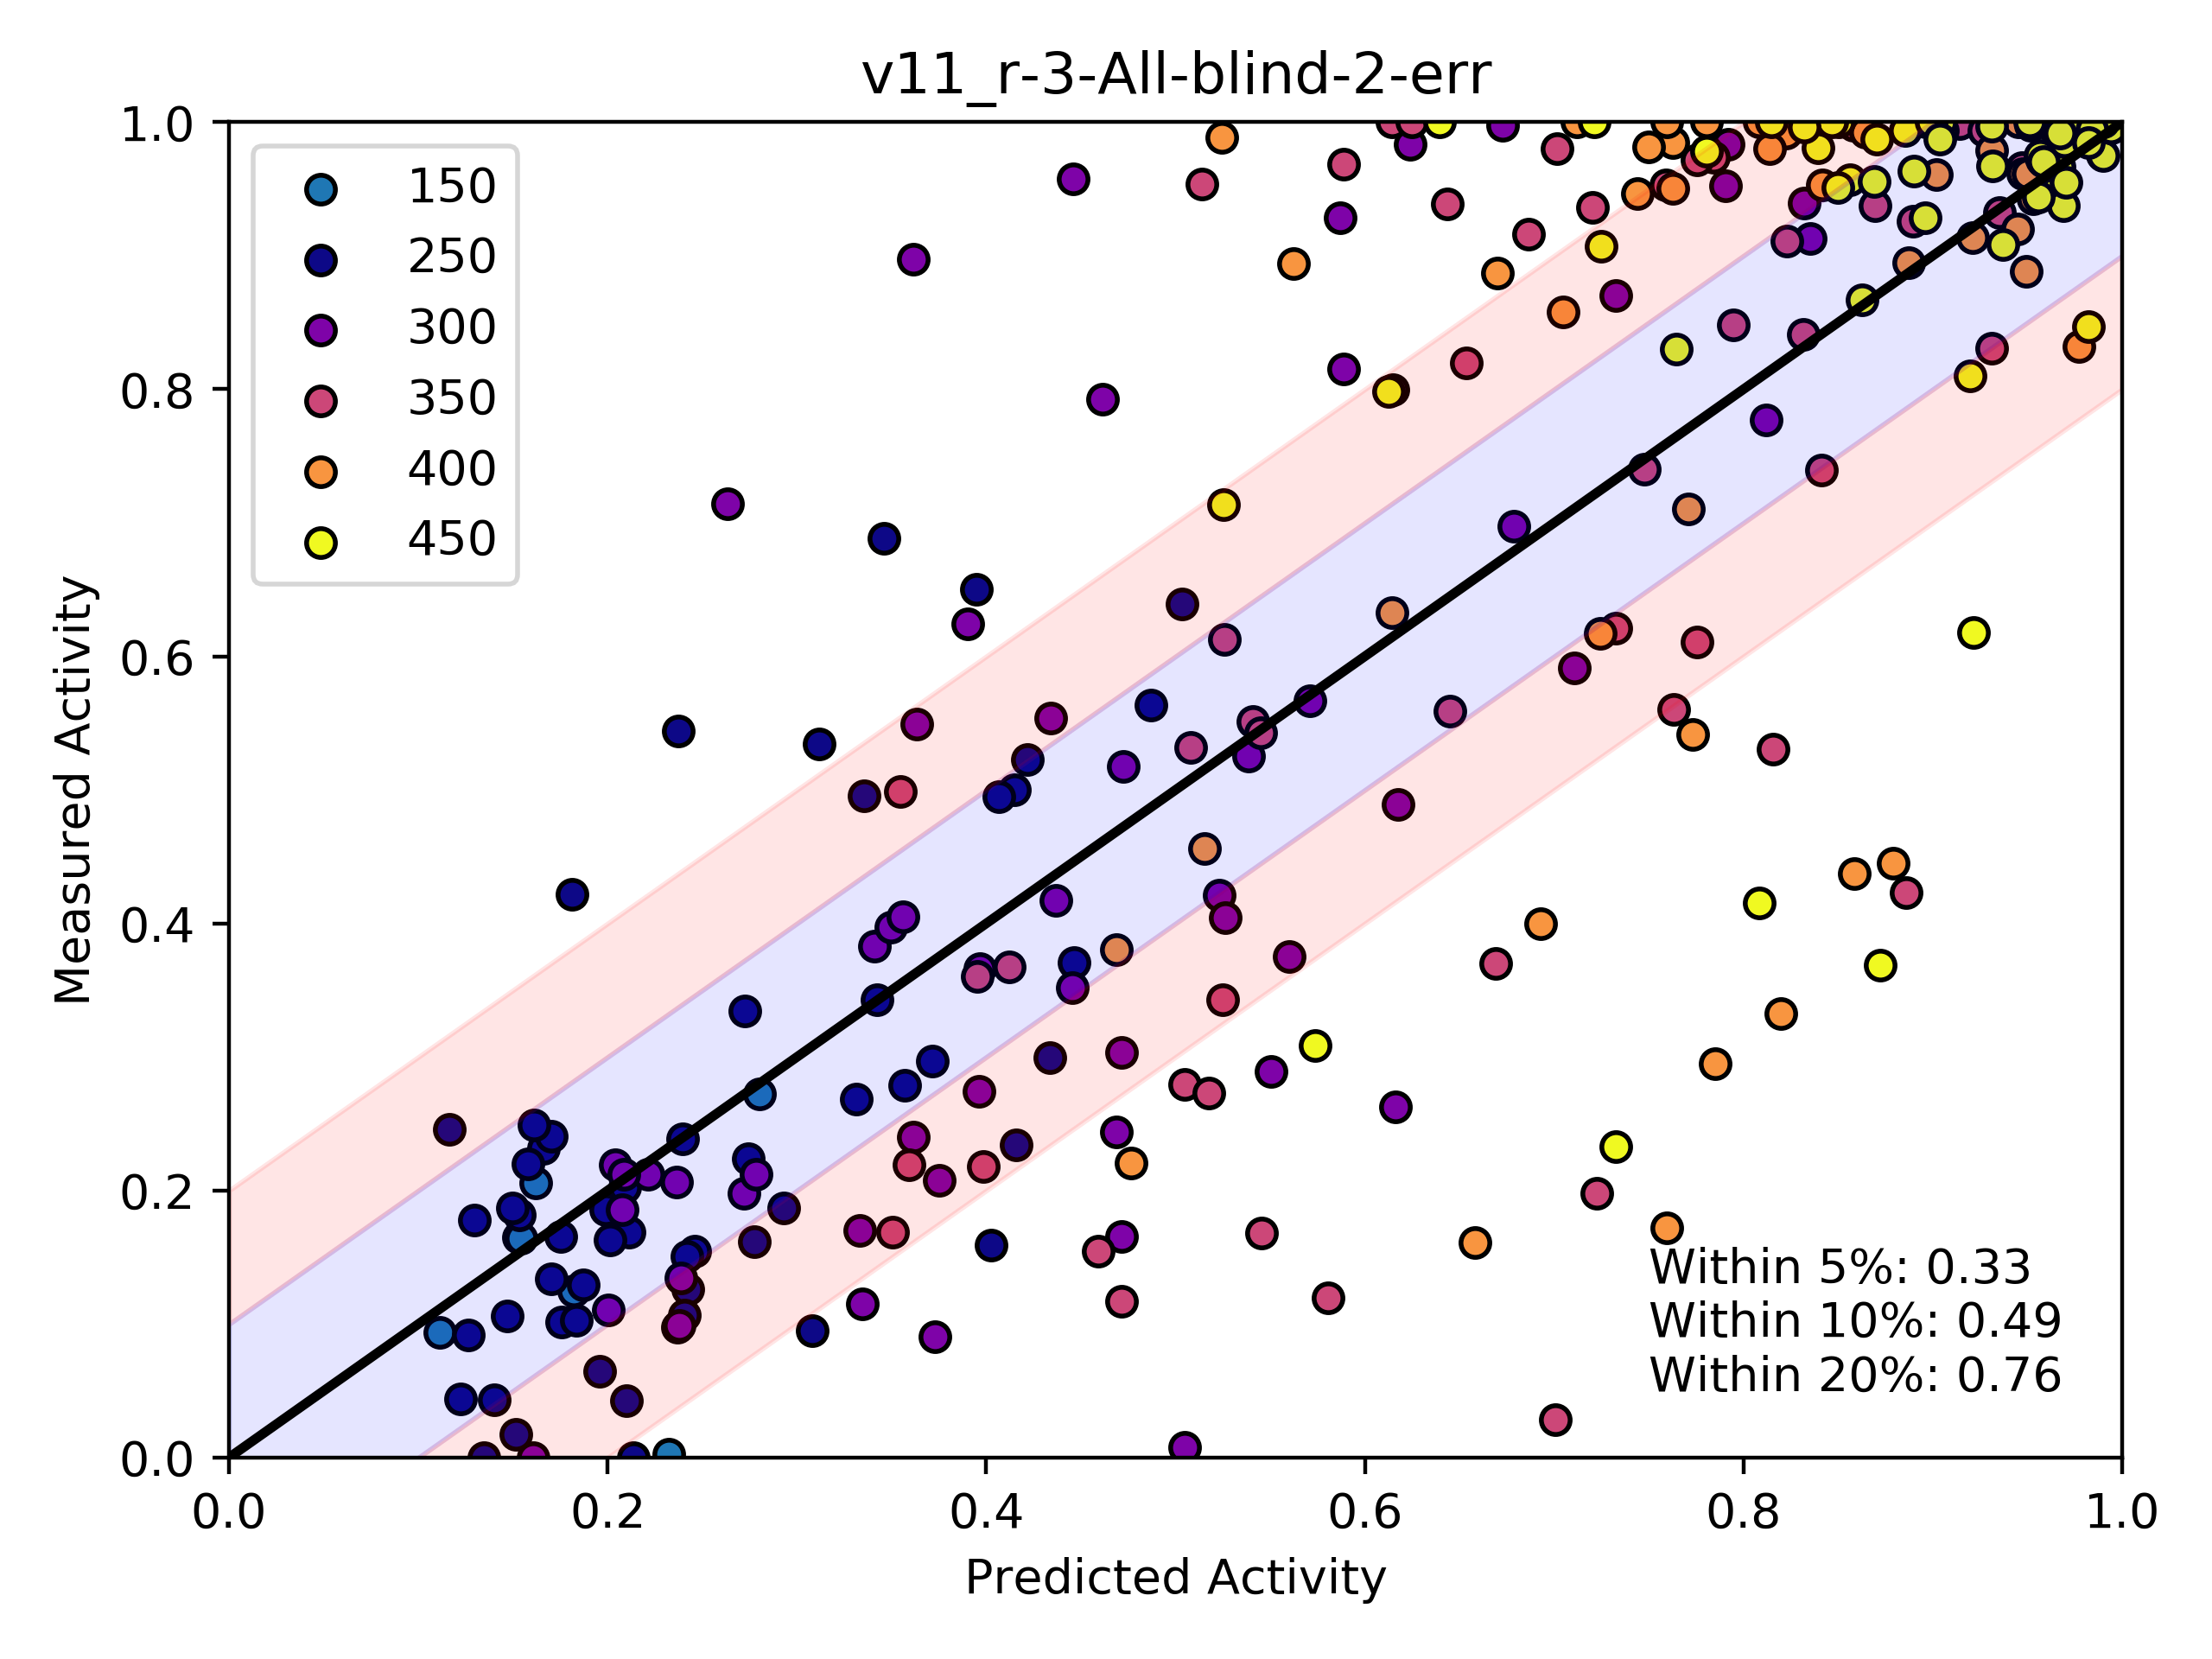 v11_r-3-All-blind-2-err
1.0
0.8
0.6
0.4
0.2
0.0
Measured Activity
150
250
300
350
400
450
Within 5%: 0.33
Within 10%: 0.49
Within 20%: 0.76
0.0 0.2 0.4 0.6 0.8 1.0
Predicted Activity